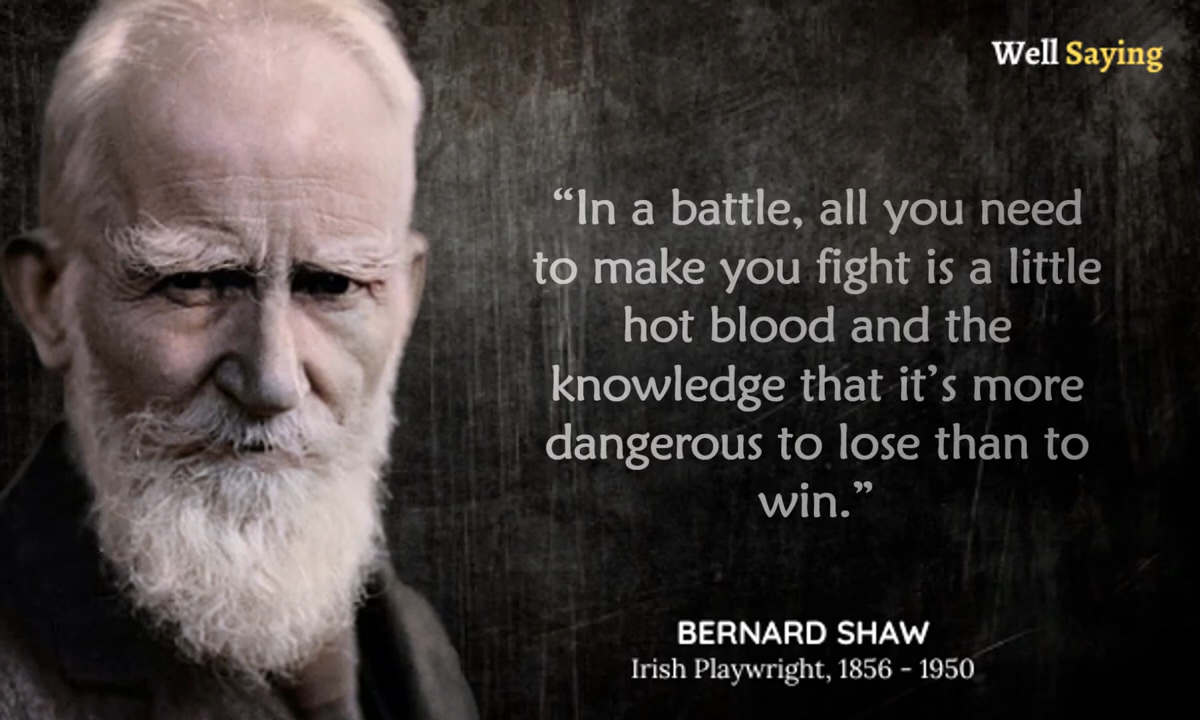 Well Saying
“In a battle, all you need
to make you fight is a little
hot blood and the
knowledge that it’s more
dangerous to lose than to
win.”
BERNARD SHAW
Irish Playwright, 1856 - 1950